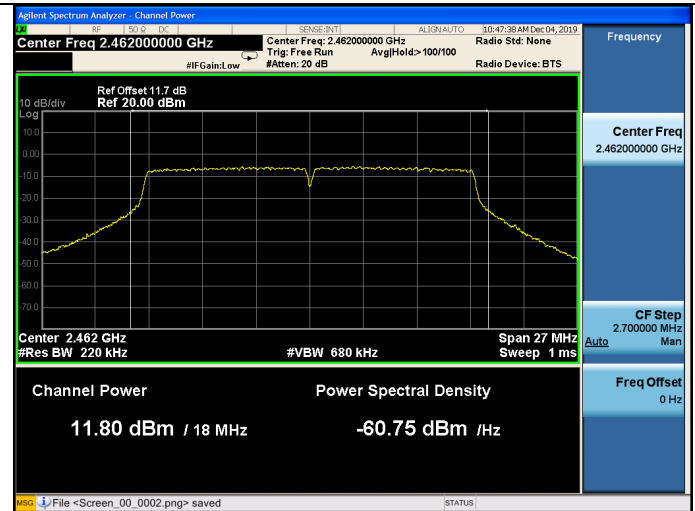 Agilent Spectrum Analyzer - Channel Power
LXI RF 50 Ω DC SENSE:INT ALIGN AUTO 10:47:38 AM Dec 04, 2019
Center Freq 2.462000000 GHz
Center Freq: 2.462000000 GHz
Radio Std: None
Trig: Free Run Avg|Hold:>100/100
#IFGain:Low #Atten: 20 dB Radio Device: BTS
Frequency
Ref Offset 11.7 dB
10 dB/div Ref 20.00 dBm
Log
10.0
0.00
-10.0
-20.0
-30.0
-40.0
-50.0
-60.0
-70.0
Center 2.462 GHz Span 27 MHz
#Res BW 220 kHz #VBW 680 kHz Sweep 1 ms
Center Freq
2.462000000 GHz
CF Step
2.700000 MHz
Auto Man
Freq Offset
0 Hz
Channel Power Power Spectral Density
11.80 dBm / 18 MHz -60.75 dBm /Hz
MSG File <Screen_00_0002.png> saved STATUS